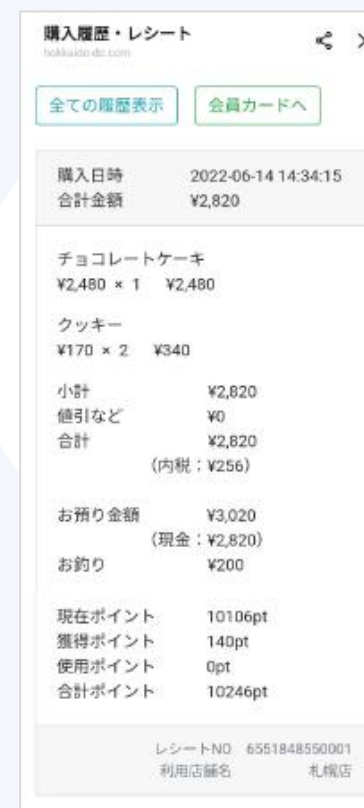 購入履歴・レシート
hokkaido-dc.com
全ての履歴表示 会員カードへ
購入日時 2022-06-14 14:34:15
合計金額 ¥2,820
チョコレートケーキ
¥2,480 × 1 ¥2,480
クッキー
¥170 × 2 ¥340
小計 ¥2,820
値引など ¥0
合計 ¥2,820
(内税;¥256)
お預り金額 ¥3,020
(現金:¥2,820)
お釣り ¥200
現在ポイント 10106pt
獲得ポイント 140pt
使用ポイント 0pt
合計ポイント 10246pt
レシートNO 6551848550001
利用店舗名 札幌店